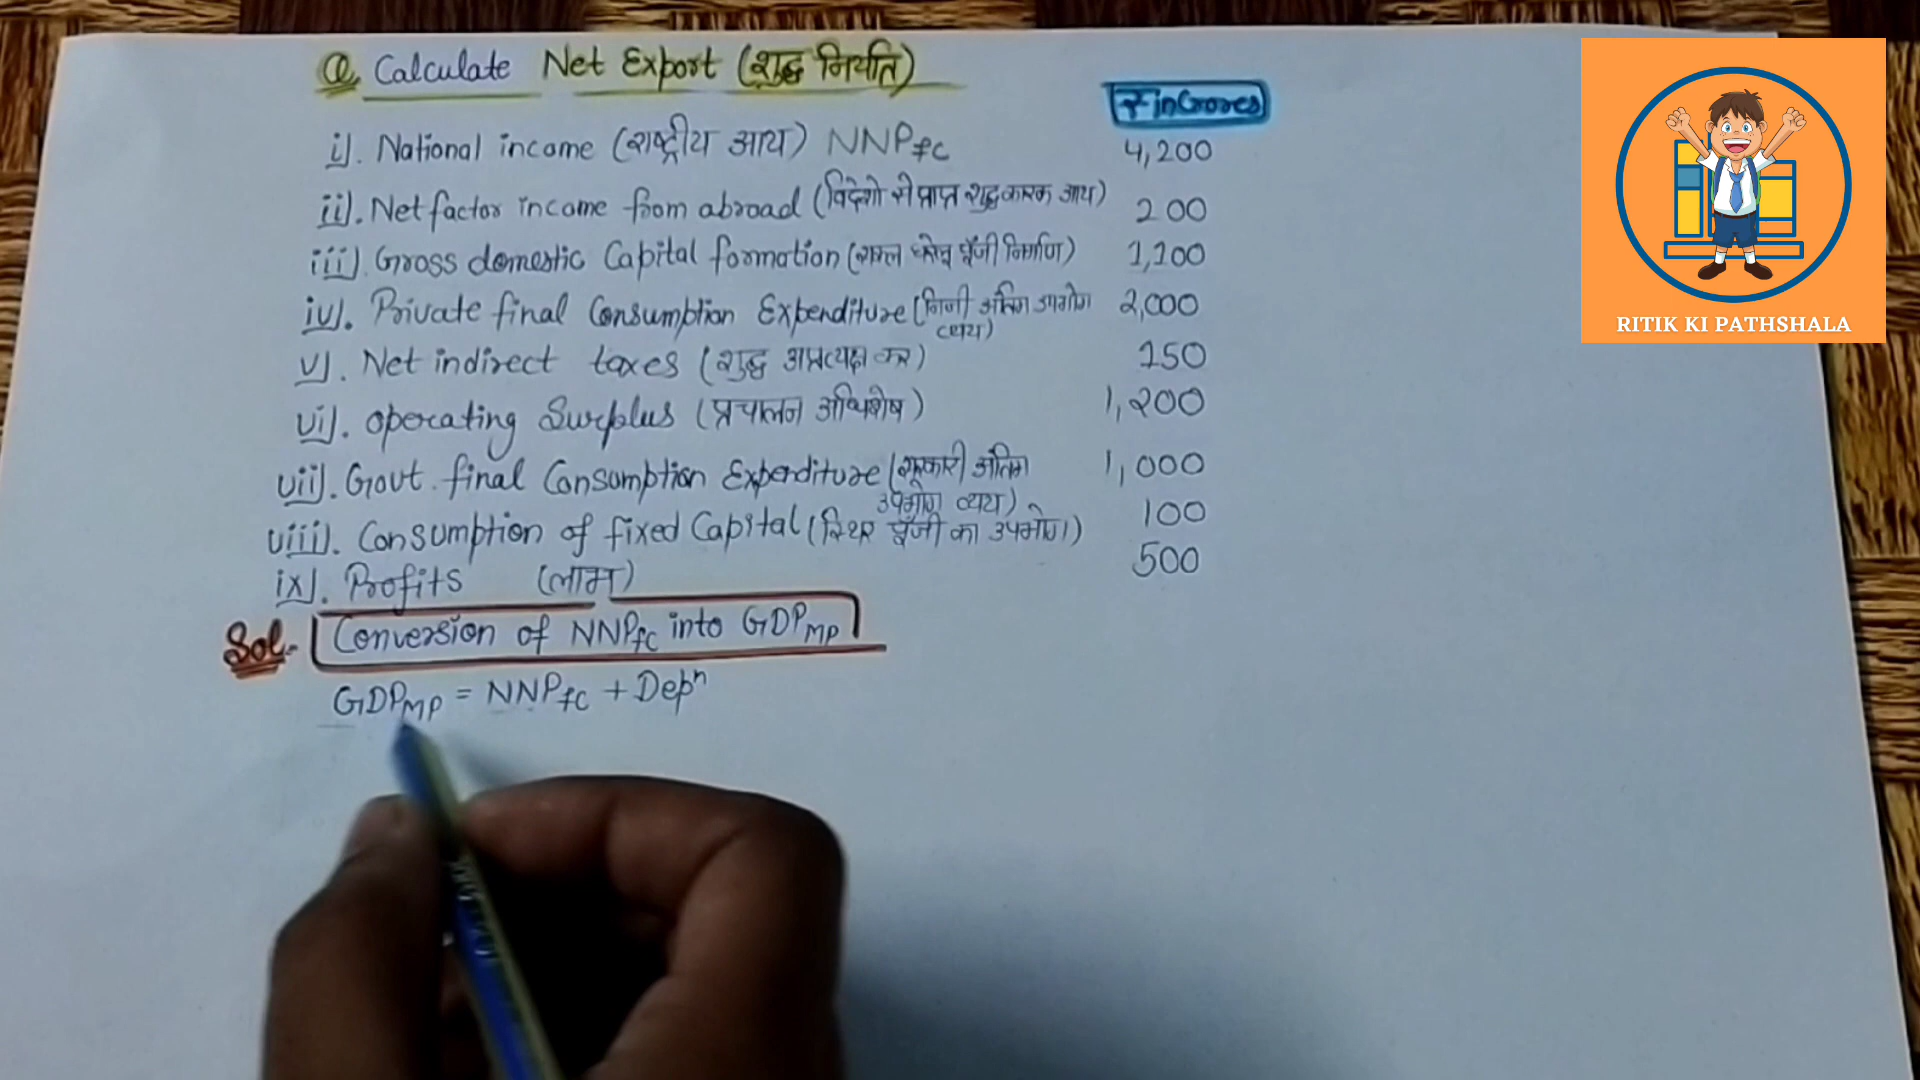 Q. Calculate Net Export (शुद्ध निर्यात)
₹ in Crores
i). National income (राष्ट्रीय आय) NNPfc 4,200
ii). Net factor income from abroad (विदेशो से प्राप्त शुद्ध कारक आय) 200
iii). Gross domestic Capital formation (सकल घरेलू पूँजी निर्माण) 1,100
iv). Private final Consumption Expenditure (निजी अंतिम उपभोग व्यय) 2,000
v). Net indirect taxes (शुद्ध अप्रत्यक्ष कर) 150
vi). Operating Surplus (प्रचालन अधिशेष) 1,200
vii). Govt. final Consumption Expenditure (सरकारी अंतिम उपभोग व्यय) 1,000
viii). Consumption of fixed Capital (स्थिर पूँजी का उपभोग) 100
ix). Profits (लाभ) 500
Sol- Conversion of NNPfc into GDPMP
GDPMP = NNPfc + Depⁿ
RITIK KI PATHSHALA